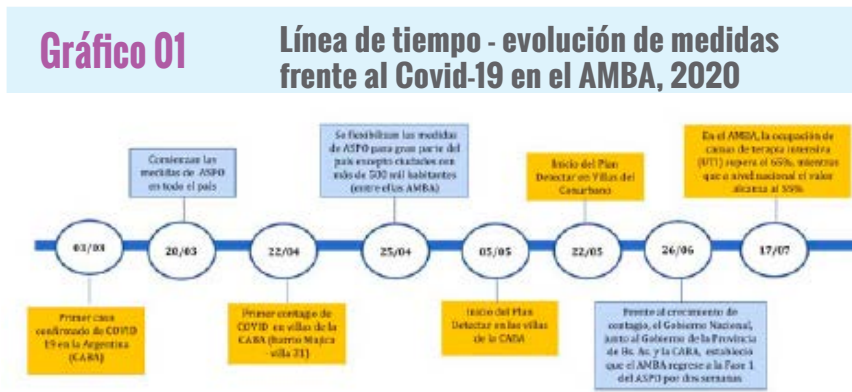 Gráfico 01
Línea de tiempo - evolución de medidas
frente al Covid-19 en el AMBA, 2020
Comienzan las
medidas de ASPO
en todo el país
Se flexibilizan las medidas
de ASPO para gran parte del
país excepto ciudades con
más de 500 mil habitantes
(entre ellas AMBA)
Inicio del Plan
Detectar en Villas del
Conurbano
En el AMBA, la ocupación de
camas de terapia intensiva
(UTI) supera el 65%, mientras
que a nivel nacional el valor
alcanza al 55%
03/03
20/03
22/04
25/04
05/05
22/05
26/06
17/07
Primer caso
confirmado de COVID
19 en la Argentina
(CABA)
Primer contagio de
COVID en villas de la
CABA (barrio Mujica
- villa 31)
Inicio del Plan
Detectar en las villas
de la CABA
Frente al crecimiento de
contagio, el Gobierno Nacional,
junto al Gobierno de la Provincia
de Bs. As. y la CABA, estableció
que el AMBA regrese a la Fase 1
del ASPO por dos semanas